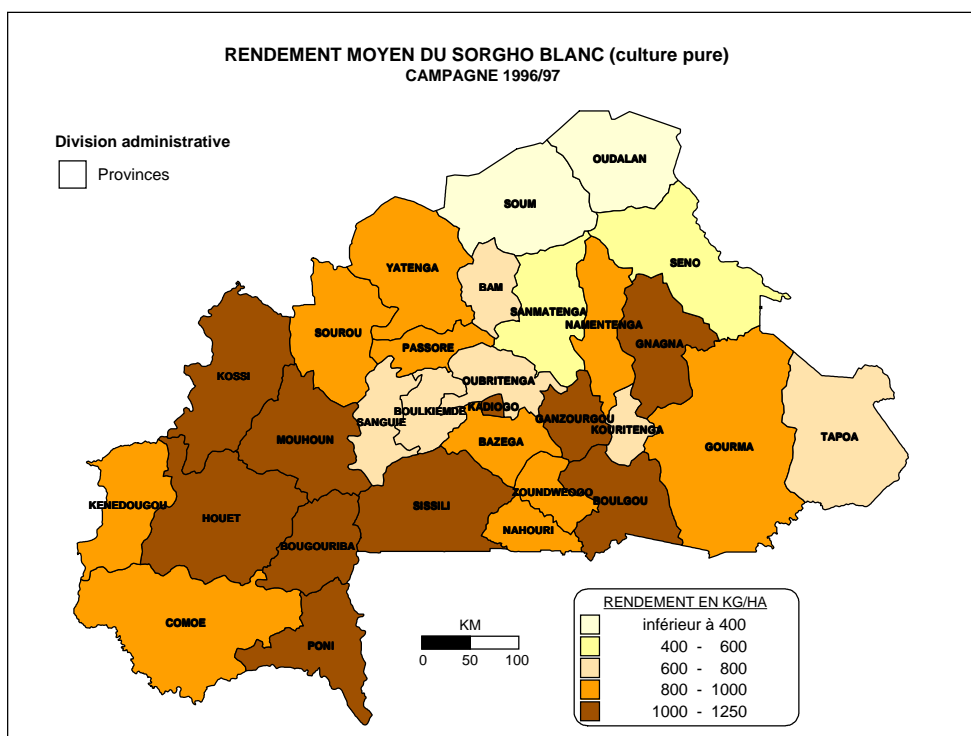 RENDEMENT MOYEN DU SORGHO BLANC (culture pure)
CAMPAGNE 1996/97
Division administrative
Provinces
OUDALAN
SOUM
SENO
YATENGA
BAM
SANMATENGA
NAMENTENGA
SOUROU
PASSORE
GNAGNA
KOSSI
OUBRITENGA
BOULKIEMDE
KADIOGO
SANGUIE
GANZOURGOU
KOURITENGA
MOUHOUN
BAZEGA
GOURMA
TAPOA
KENEDOUGOU
HOUET
SISSILI
ZOUNDWEOGO
BOULGOU
NAHOURI
BOUGOURIBA
COMOE
PONI
KM
0 50 100
RENDEMENT EN KG/HA
inférieur à 400
400 - 600
600 - 800
800 - 1000
1000 - 1250